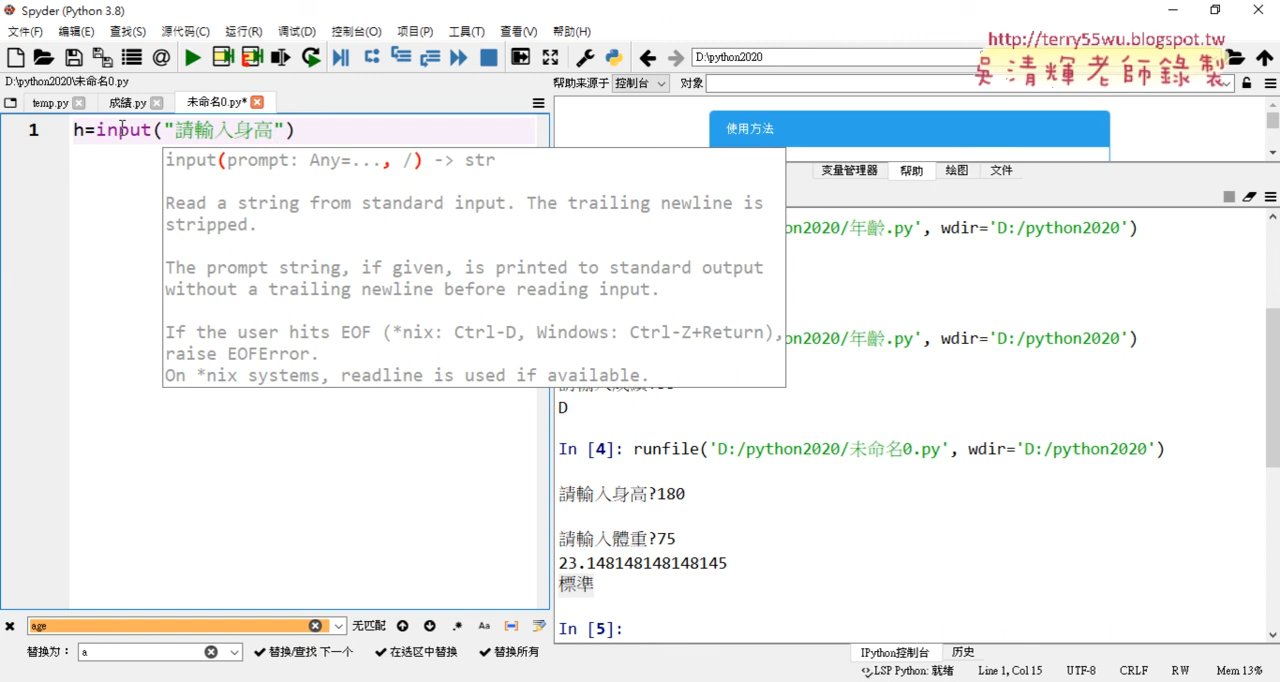 Spyder (Python 3.8)
文件(F) 编辑(E) 查找(S) 源代码(C) 运行(R) 调试(D) 控制台(O) 项目(P) 工具(T) 查看(V) 帮助(H)
http://terry55wu.blogspot.tw
吳清輝老師錄製
D:\python2020
D:\python2020\未命名0.py
帮助来源于 控制台 对象
temp.py 成績.py 未命名0.py*
使用方法
1 h=input("請輸入身高")
input(prompt: Any=..., /) -> str
Read a string from standard input. The trailing newline is
stripped.
The prompt string, if given, is printed to standard output
without a trailing newline before reading input.
If the user hits EOF (*nix: Ctrl-D, Windows: Ctrl-Z+Return),
raise EOFError.
On *nix systems, readline is used if available.
变量管理器 帮助 绘图 文件
on2020/年齡.py', wdir='D:/python2020')
on2020/年齡.py', wdir='D:/python2020')
D
In [4]: runfile('D:/python2020/未命名0.py', wdir='D:/python2020')
請輸入身高?180
請輸入體重?75
23.148148148148145
標準
In [5]:
age 无匹配 .* Aa
替换为： a 替换/查找 下一个 在选区中替换 替换所有
IPython控制台 历史
LSP Python: 就绪 Line 1, Col 15 UTF-8 CRLF RW Mem 13%